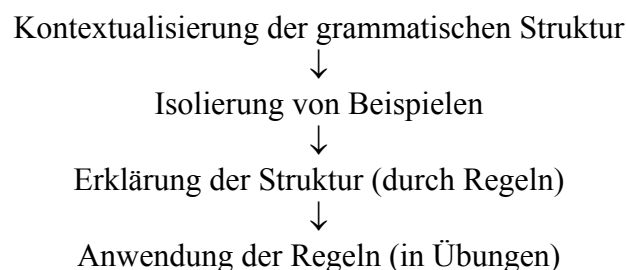 Kontextualisierung der grammatischen Struktur
↓
Isolierung von Beispielen
↓
Erklärung der Struktur (durch Regeln)
↓
Anwendung der Regeln (in Übungen)